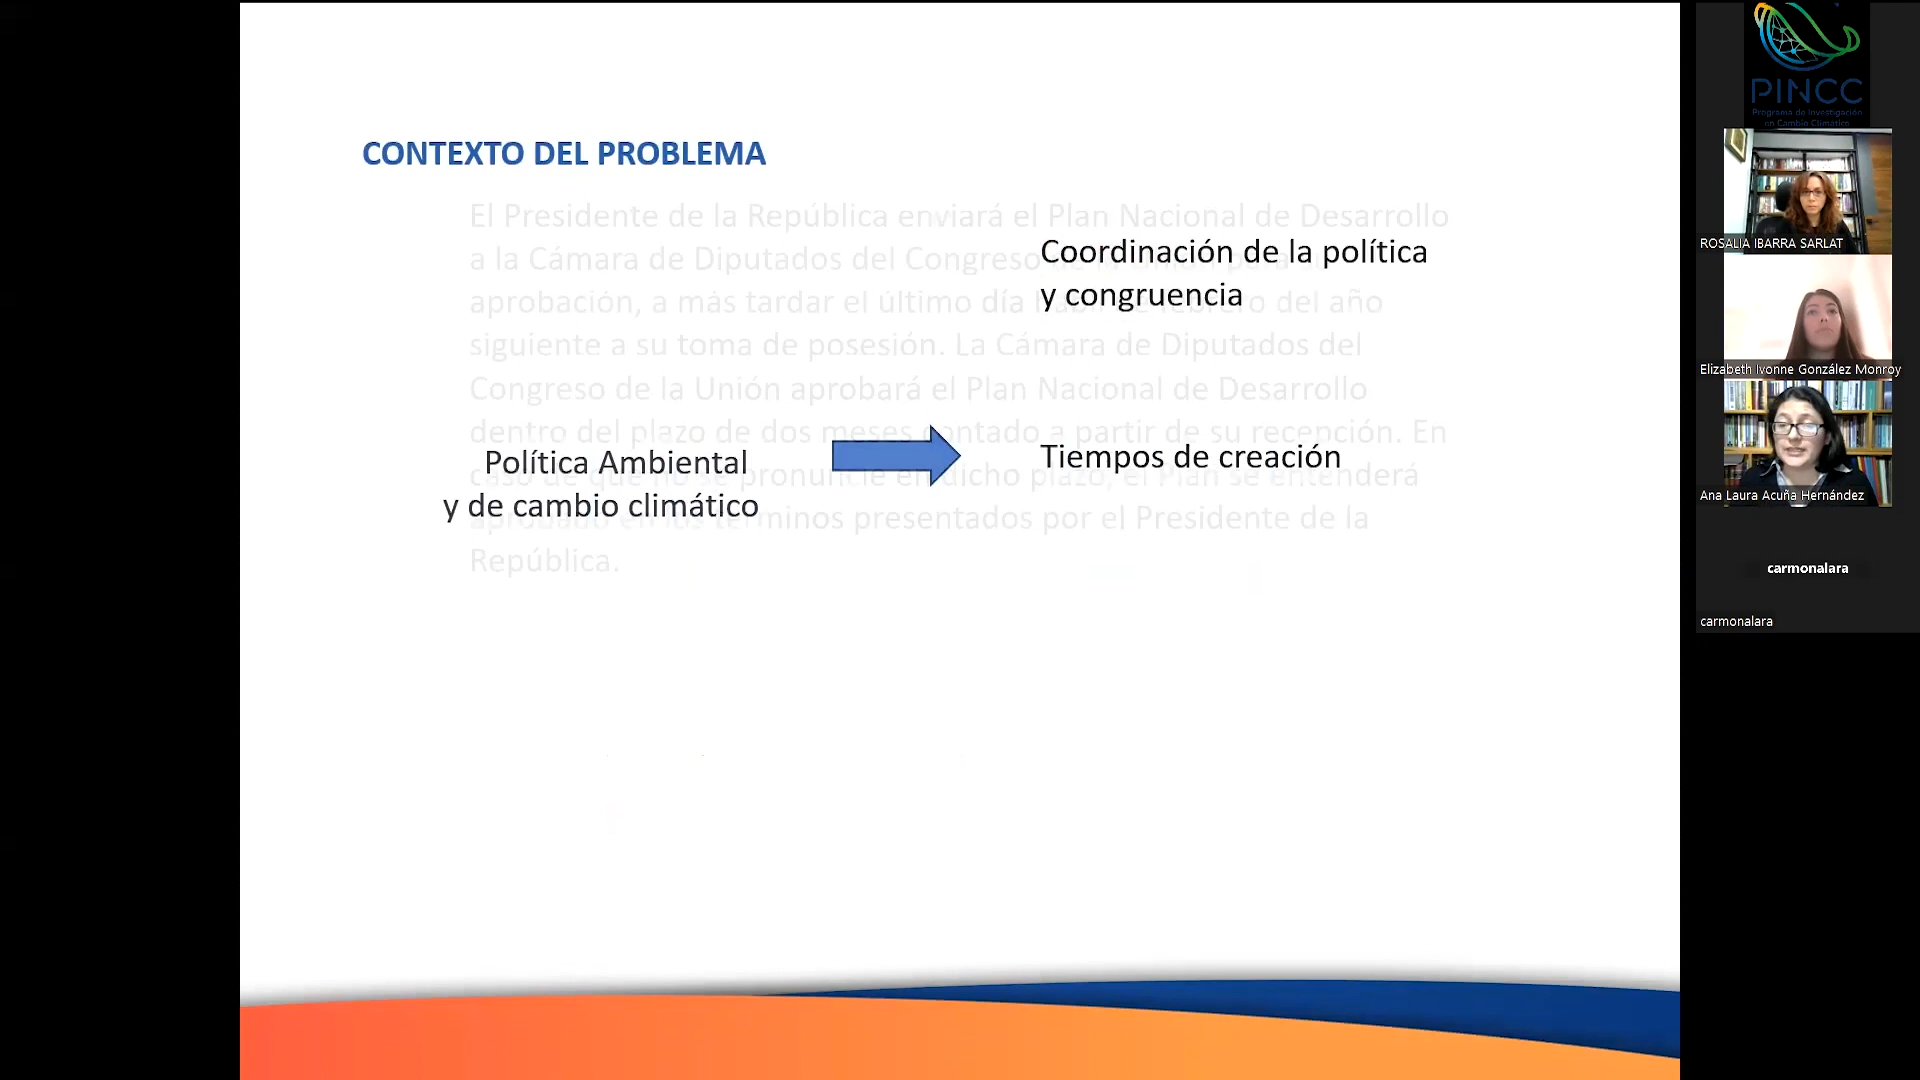 CONTEXTO DEL PROBLEMA
El Presidente de la República enviará el Plan Nacional de Desarrollo
a la Cámara de Diputados del Congreso
aprobación, a más tardar el último día hábil de febrero del año
siguiente a su toma de posesión. La Cámara de Diputados del
Congreso de la Unión aprobará el Plan Nacional de Desarrollo
dentro del plazo de dos meses contado a partir de su recepción. En
caso de que no se pronuncie en dicho plazo, el Plan se entenderá
aprobado en los términos presentados por el Presidente de la
República.
Coordinación de la política
y congruencia
Política Ambiental
y de cambio climático
Tiempos de creación
PINCC
Programa de Investigación
en Cambio Climático
ROSALIA IBARRA SARLAT
Elizabeth Ivonne González Monroy
Ana Laura Acuña Hernández
carmonalara
carmonalara